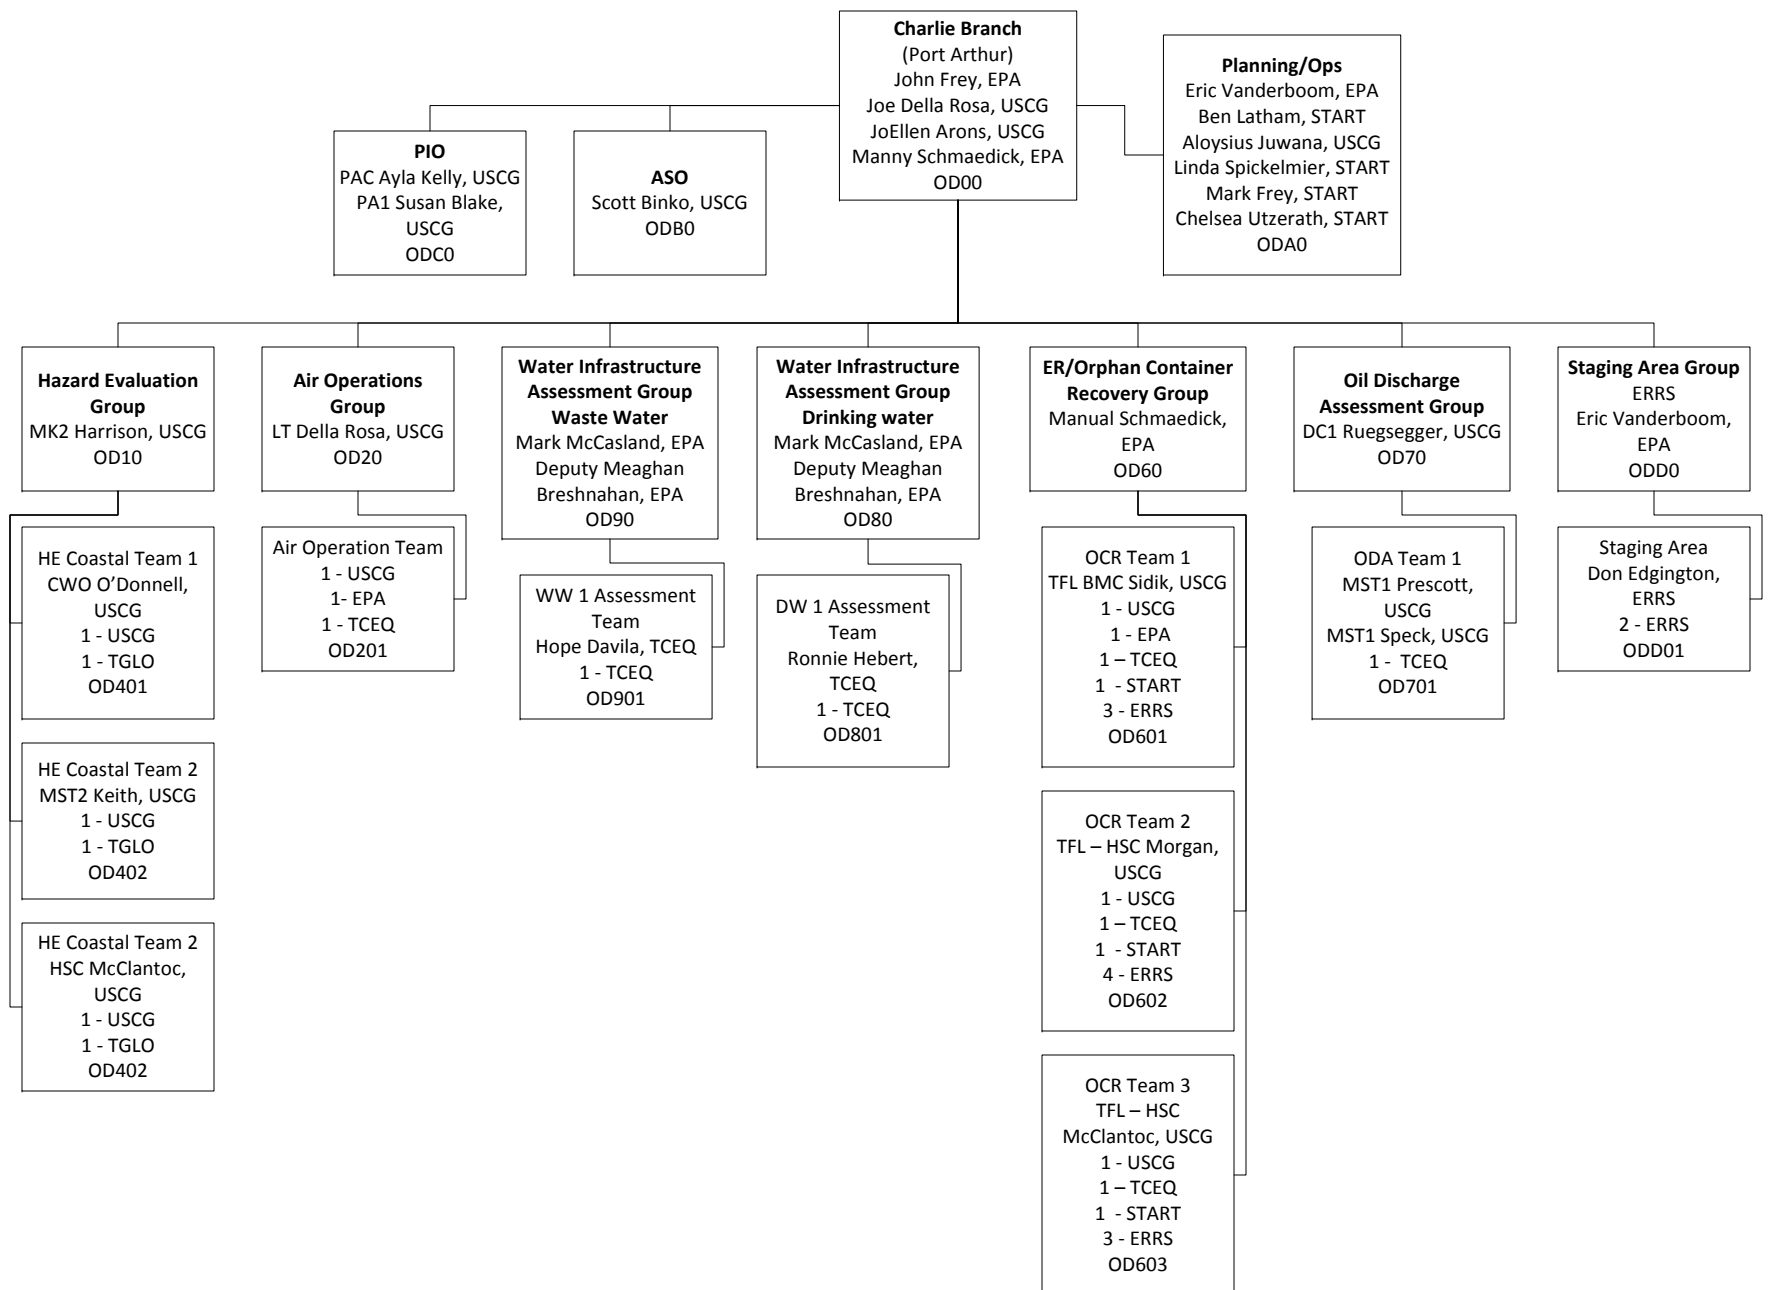 Charlie Branch
(Port Arthur)
John Frey, EPA
Joe Della Rosa, USCG
JoEllen Arons, USCG
Manny Schmaedick, EPA
OD00
Planning/Ops
Eric Vanderboom, EPA
Ben Latham, START
Aloysius Juwana, USCG
Linda Spickelmier, START
Mark Frey, START
Chelsea Utzerath, START
ODA0
PIO
PAC Ayla Kelly, USCG
PA1 Susan Blake,
USCG
ODC0
ASO
Scott Binko, USCG
ODB0
Hazard Evaluation
Group
MK2 Harrison, USCG
OD10
Air Operations
Group
LT Della Rosa, USCG
OD20
Water Infrastructure
Assessment Group
Waste Water
Mark McCasland, EPA
Deputy Meaghan
Breshnahan, EPA
OD90
Water Infrastructure
Assessment Group
Drinking water
Mark McCasland, EPA
Deputy Meaghan
Breshnahan, EPA
OD80
ER/Orphan Container
Recovery Group
Manual Schmaedick,
EPA
OD60
Oil Discharge
Assessment Group
DC1 Ruegsegger, USCG
OD70
Staging Area Group
ERRS
Eric Vanderboom,
EPA
ODD0
HE Coastal Team 1
CWO O’Donnell,
USCG
1 - USCG
1 - TGLO
OD401
Air Operation Team
1 - USCG
1- EPA
1 - TCEQ
OD201
WW 1 Assessment
Team
Hope Davila, TCEQ
1 - TCEQ
OD901
DW 1 Assessment
Team
Ronnie Hebert,
TCEQ
1 - TCEQ
OD801
OCR Team 1
TFL BMC Sidik, USCG
1 - USCG
1 - EPA
1 – TCEQ
1 - START
3 - ERRS
OD601
ODA Team 1
MST1 Prescott,
USCG
MST1 Speck, USCG
1 - TCEQ
OD701
Staging Area
Don Edgington,
ERRS
2 - ERRS
ODD01
HE Coastal Team 2
MST2 Keith, USCG
1 - USCG
1 - TGLO
OD402
OCR Team 2
TFL – HSC Morgan,
USCG
1 - USCG
1 – TCEQ
1 - START
4 - ERRS
OD602
HE Coastal Team 2
HSC McClantoc,
USCG
1 - USCG
1 - TGLO
OD402
OCR Team 3
TFL – HSC
McClantoc, USCG
1 - USCG
1 – TCEQ
1 - START
3 - ERRS
OD603